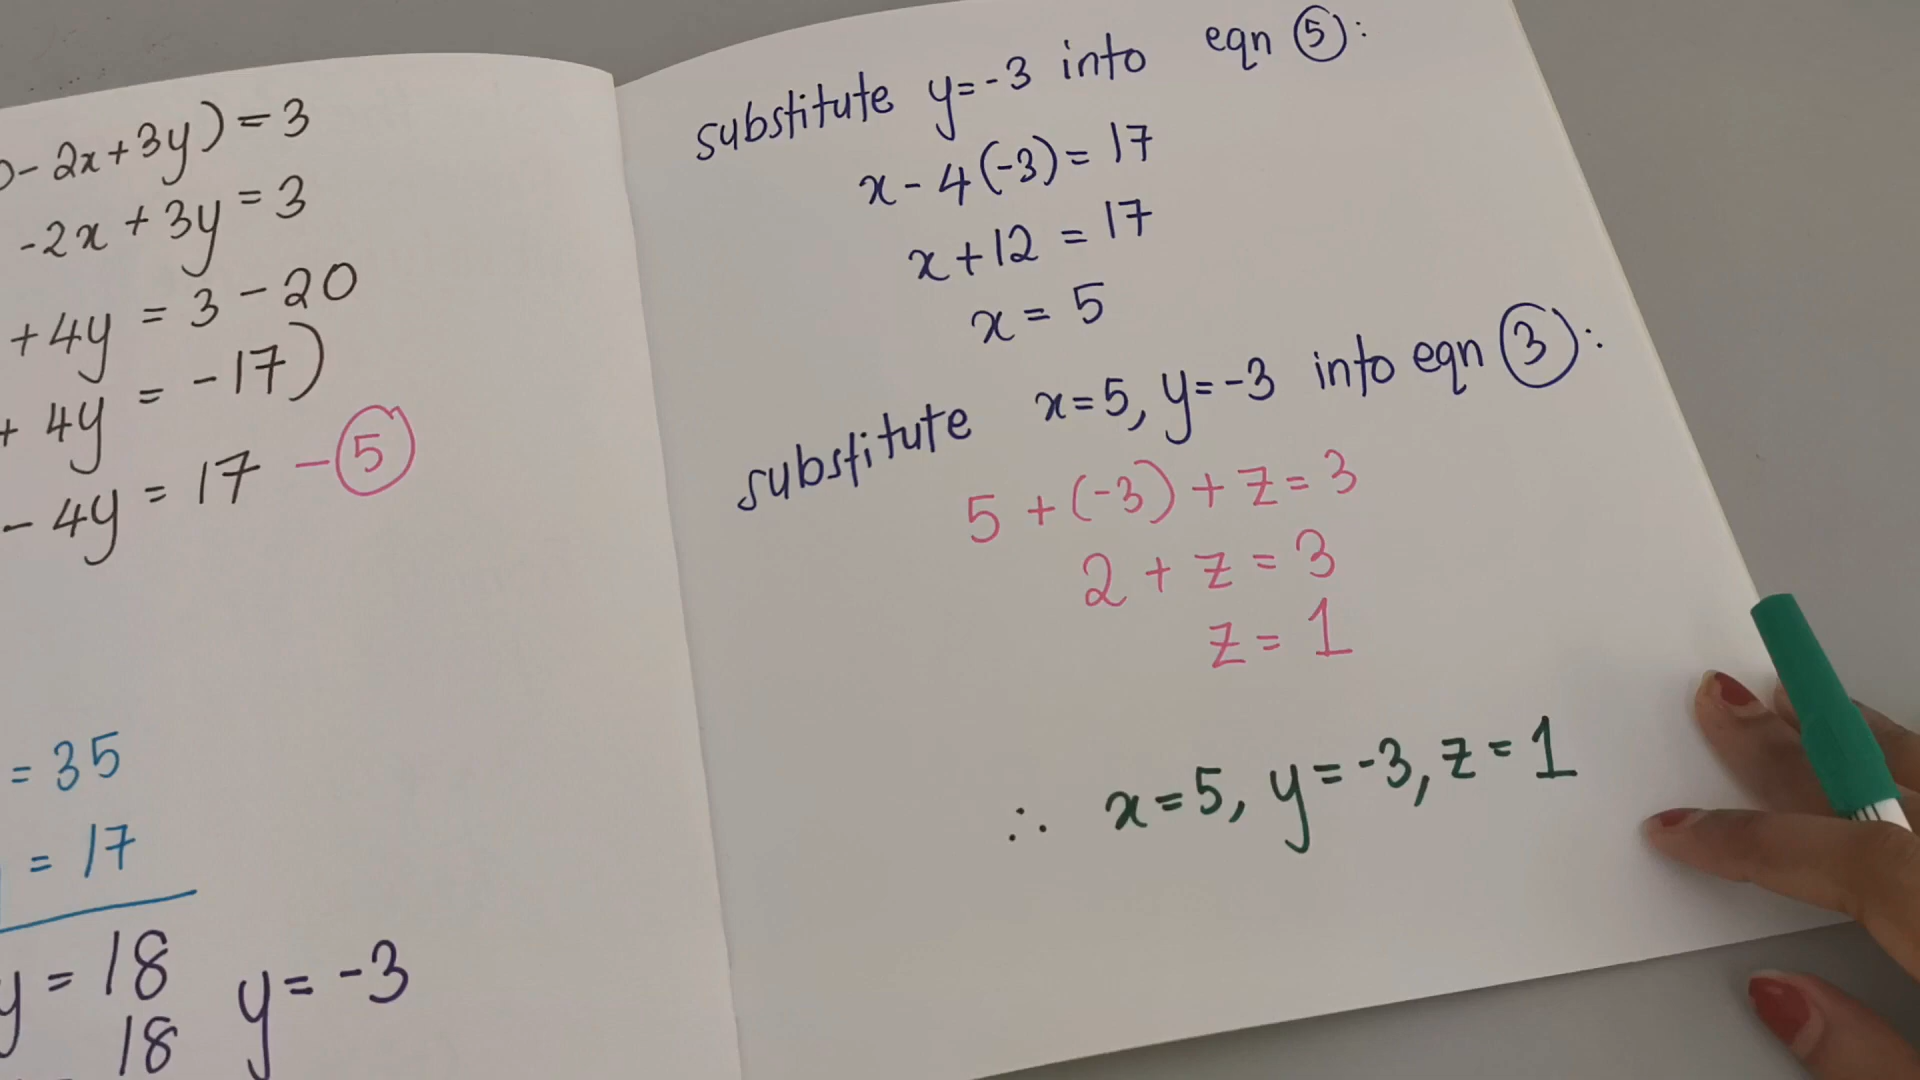 - 2x + 3y) = 3
-2x + 3y = 3
+ 4y = 3 - 20
+ 4y = -17)
- 4y = 17 - ⑤
= 35
= 17
y = 18
18
y = -3
substitute y = -3 into eqn ⑤:
x - 4(-3) = 17
x + 12 = 17
x = 5
substitute x = 5, y = -3 into eqn ③:
5 + (-3) + z = 3
2 + z = 3
z = 1
∴ x = 5, y = -3, z = 1